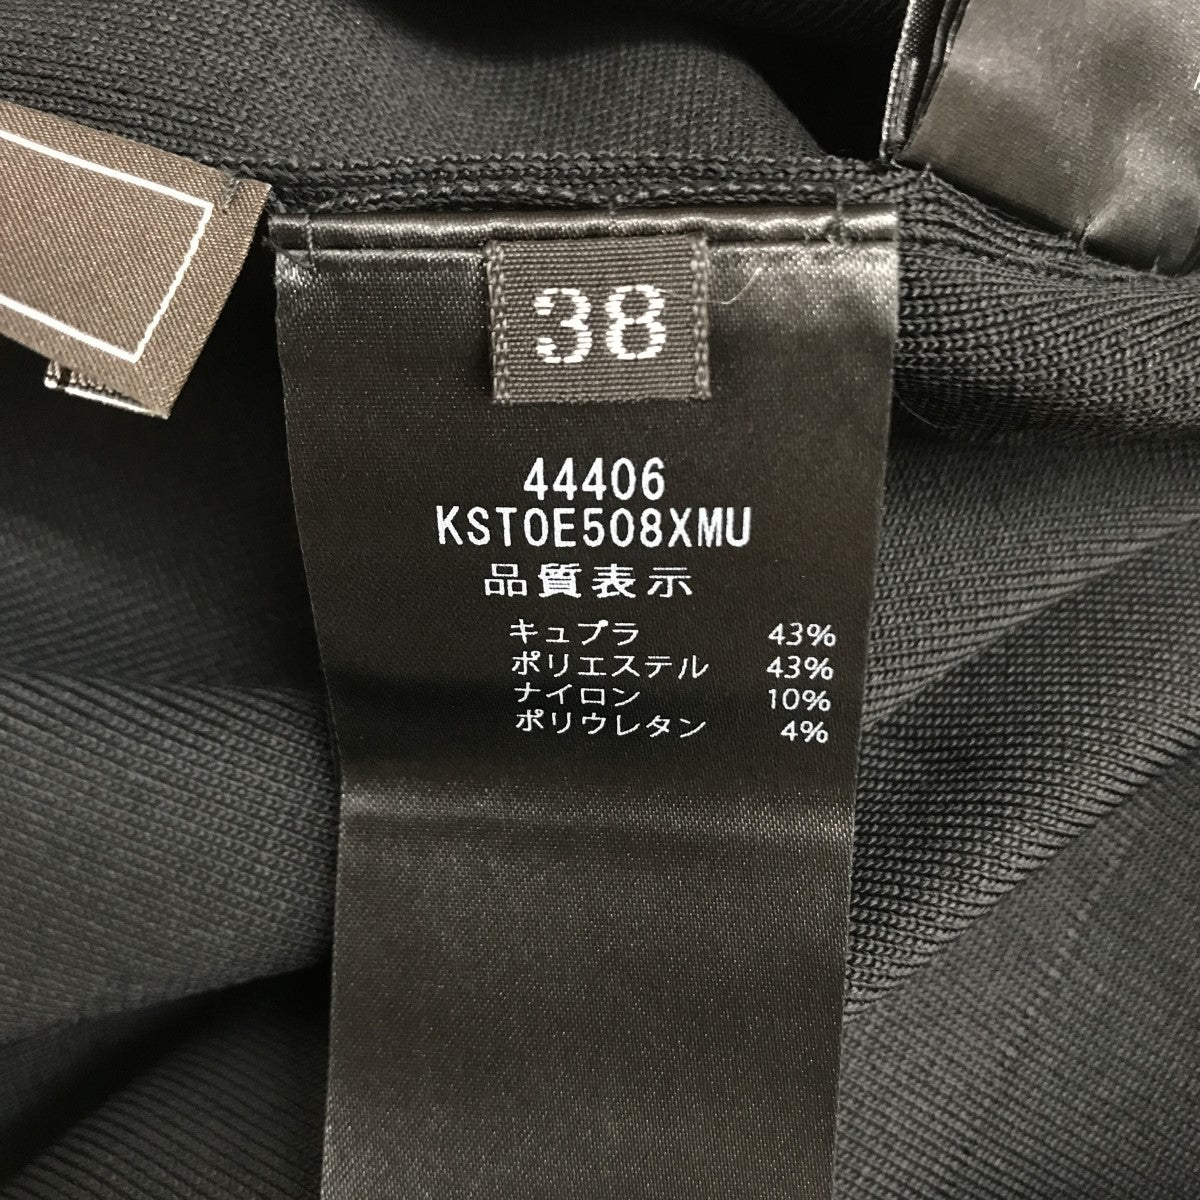 38
44406
KSTOE508XMU
品質表示
キュプラ 43%
ポリエステル 43%
ナイロン 10%
ポリウレタン 4%